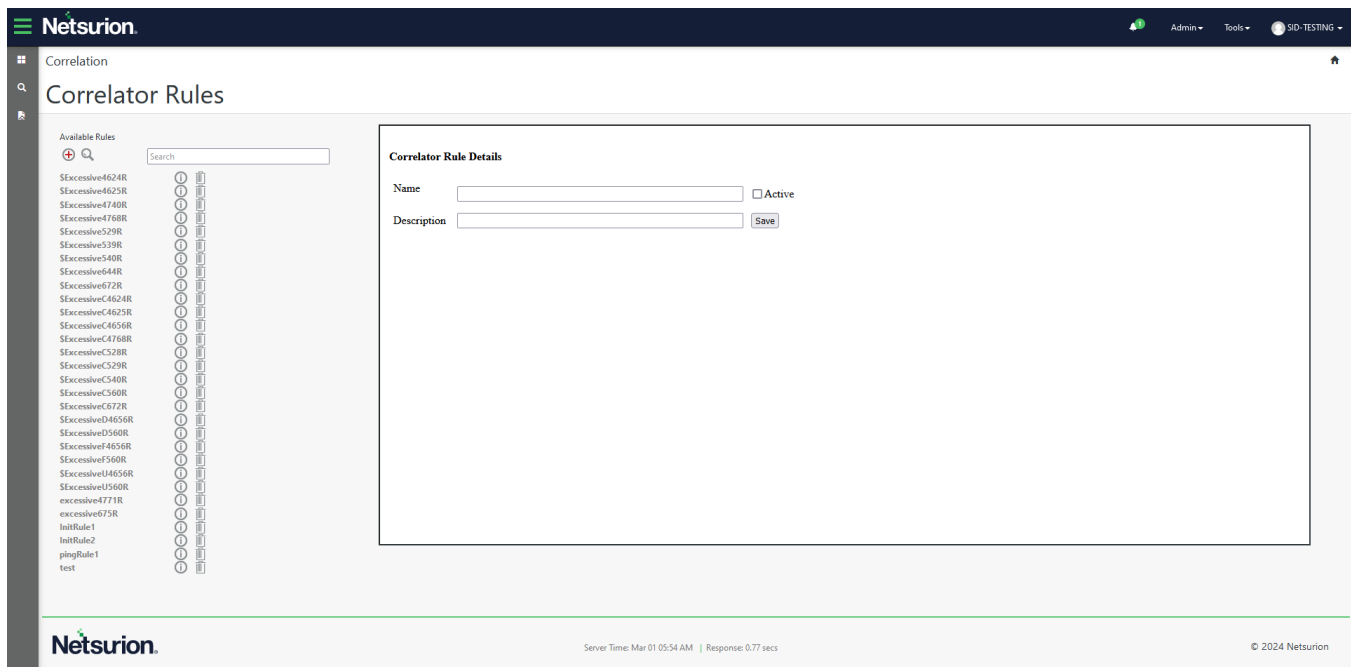 Netsurion.
1
Admin
Tools
SID-TESTING
Correlation
Correlator Rules
Available Rules
Search
$Excessive4624R
$Excessive4625R
$Excessive4740R
$Excessive4768R
$Excessive529R
$Excessive539R
$Excessive540R
$Excessive644R
$Excessive672R
$ExcessiveC4624R
$ExcessiveC4625R
$ExcessiveC4656R
$ExcessiveC4768R
$ExcessiveC528R
$ExcessiveC529R
$ExcessiveC540R
$ExcessiveC560R
$ExcessiveC672R
$ExcessiveD4656R
$ExcessiveD560R
$ExcessiveF4656R
$ExcessiveF560R
$ExcessiveU4656R
$ExcessiveU560R
excessive4771R
excessive675R
InitRule1
InitRule2
pingRule1
test
Correlator Rule Details
Name
Active
Description
Save
Netsurion.
Server Time: Mar 01 05:54 AM | Response: 0.77 secs
© 2024 Netsurion